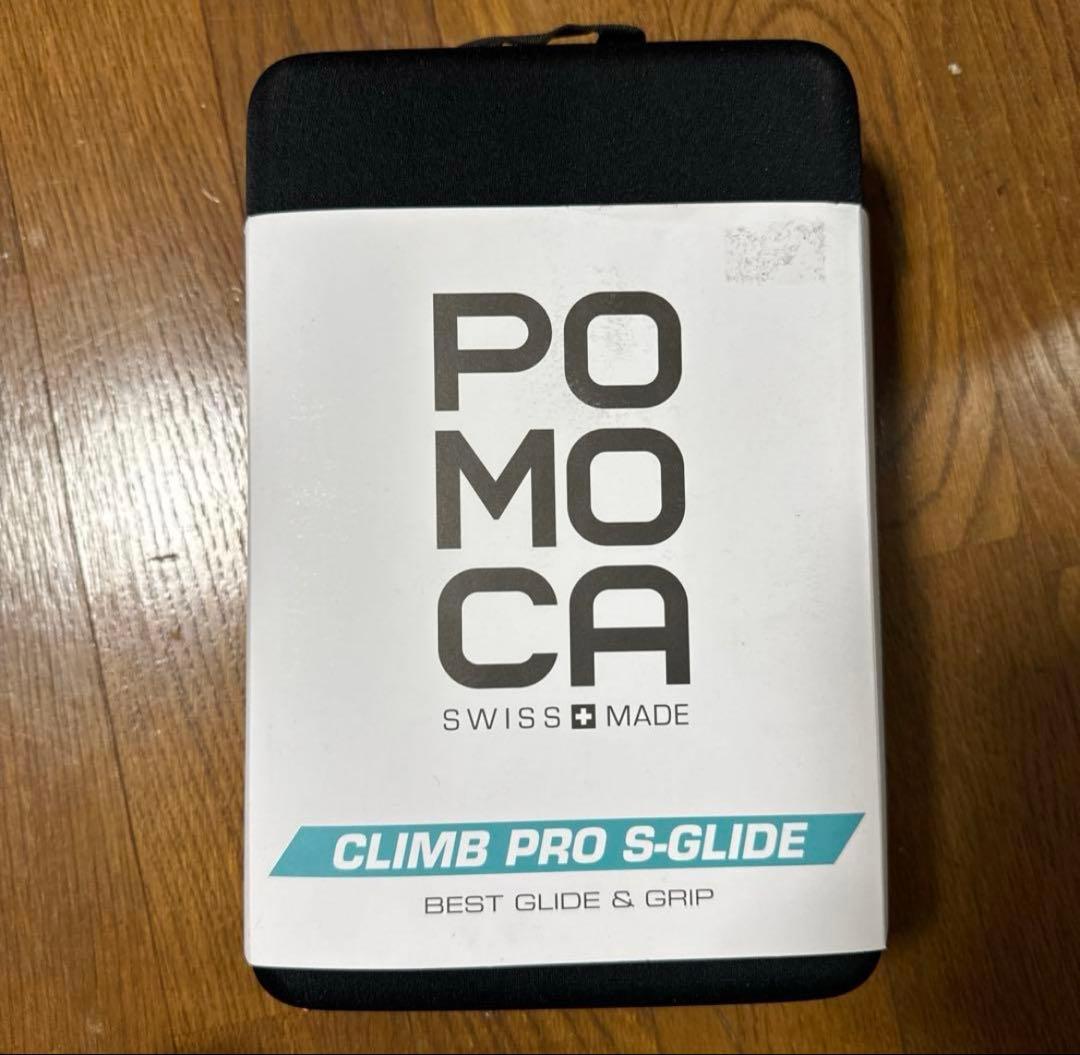 PO
MO
CA
SWISS MADE
CLIMB PRO S-GLIDE
BEST GLIDE & GRIP